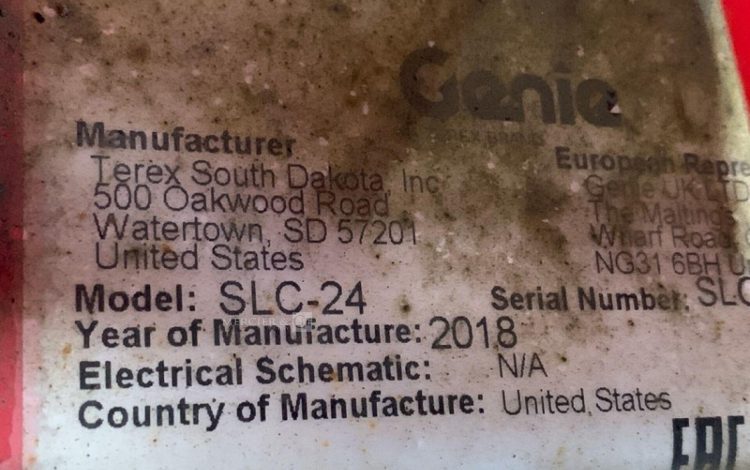 Genie
Manufacturer
Terex South Dakota, Inc
500 Oakwood Road
Watertown, SD 57201
United States
European Repre
Genie UK LTD
The Maltings
Wharf Road
NG31 6BH U
Model: SLC-24
Serial Number: SLC
Year of Manufacture: 2018
Electrical Schematic: N/A
Country of Manufacture: United States
EAC